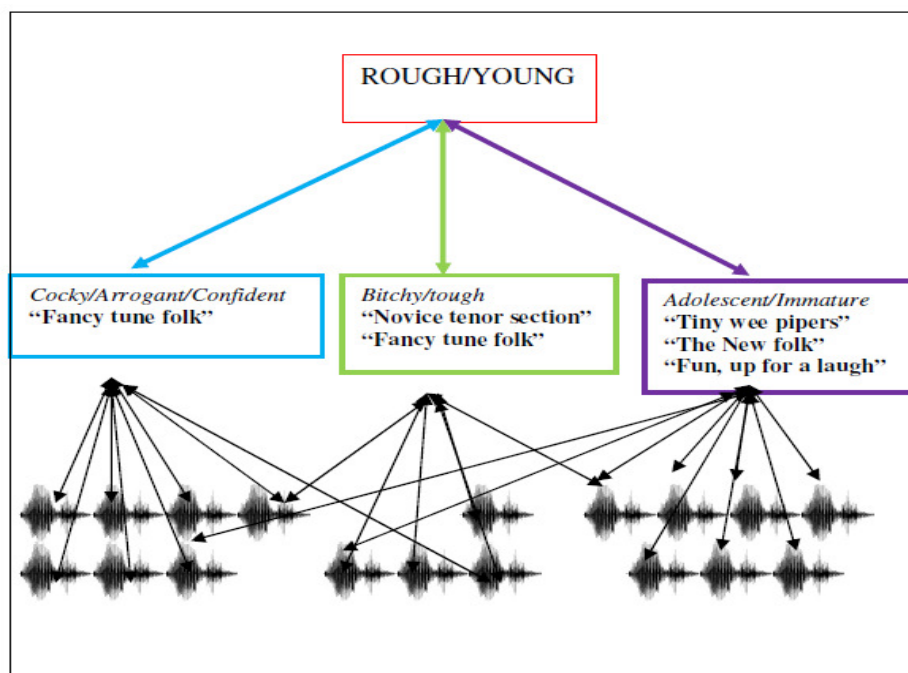 ROUGH/YOUNG
Cocky/Arrogant/Confident
“Fancy tune folk”
Bitchy/tough
“Novice tenor section”
“Fancy tune folk”
Adolescent/Immature
“Tiny wee pipers”
“The New folk”
“Fun, up for a laugh”